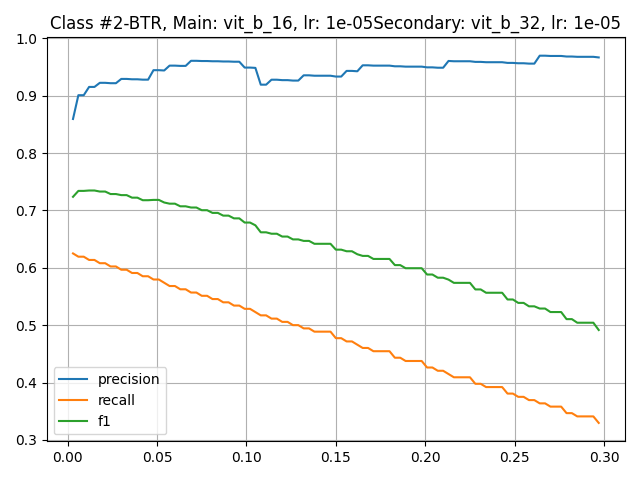 Class #2-BTR, Main: vit_b_16, lr: 1e-05Secondary: vit_b_32, lr: 1e-05
1.0
0.9
0.8
0.7
0.6
0.5
0.4
0.3
precision
recall
f1
0.00 0.05 0.10 0.15 0.20 0.25 0.30